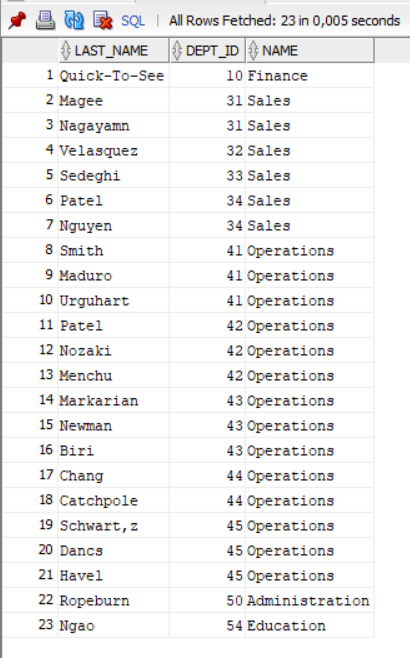 SQL | All Rows Fetched: 23 in 0,005 seconds
LAST_NAME DEPT_ID NAME
1 Quick-To-See 10 Finance
2 Magee 31 Sales
3 Nagayamn 31 Sales
4 Velasquez 32 Sales
5 Sedeghi 33 Sales
6 Patel 34 Sales
7 Nguyen 34 Sales
8 Smith 41 Operations
9 Maduro 41 Operations
10 Urguhart 41 Operations
11 Patel 42 Operations
12 Nozaki 42 Operations
13 Menchu 42 Operations
14 Markarian 43 Operations
15 Newman 43 Operations
16 Biri 43 Operations
17 Chang 44 Operations
18 Catchpole 44 Operations
19 Schwart,z 45 Operations
20 Dancs 45 Operations
21 Havel 45 Operations
22 Ropeburn 50 Administration
23 Ngao 54 Education